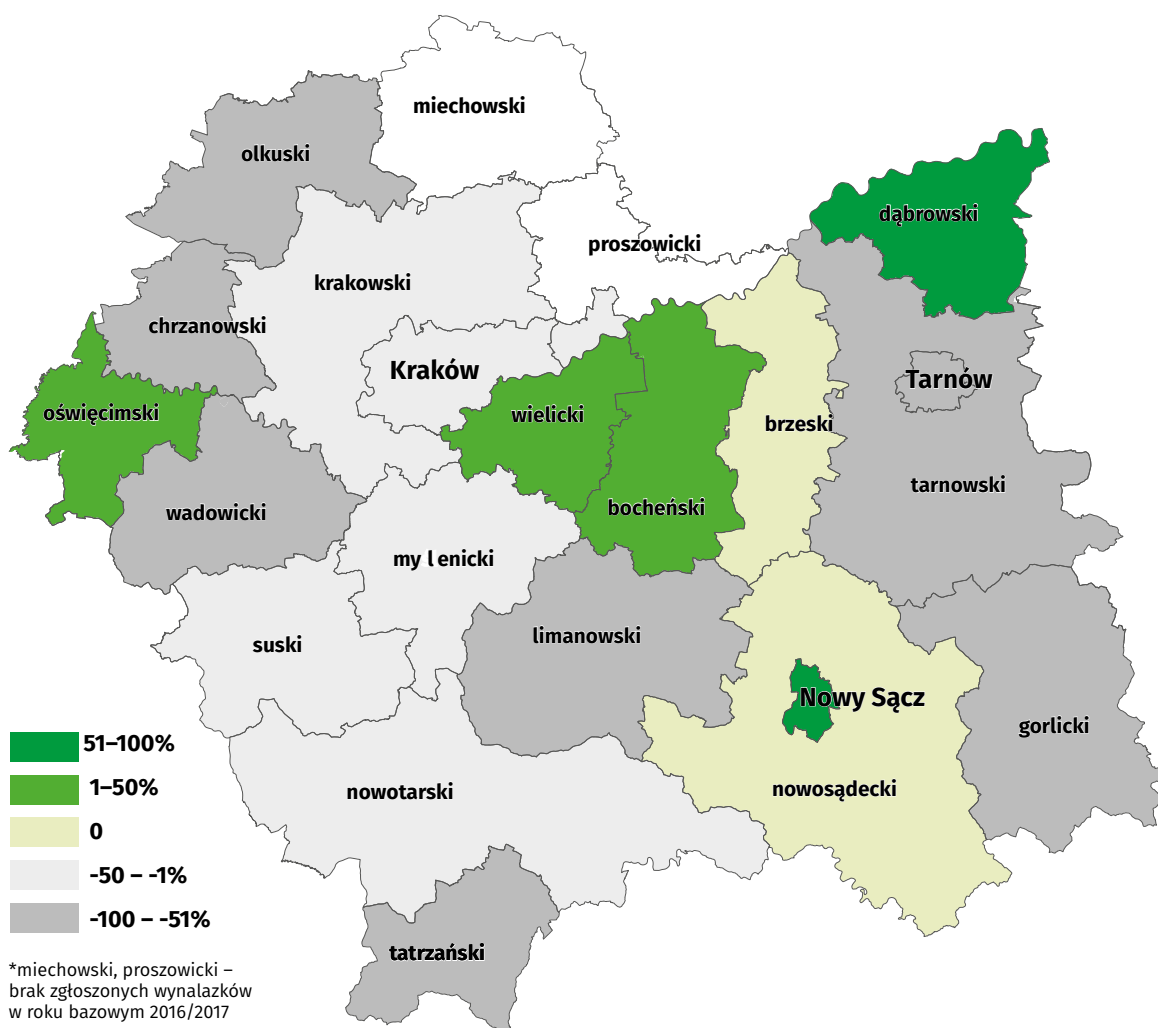 miechowski
olkuski
dąbrowski
proszowicki
krakowski
chrzanowski
Kraków
Tarnów
oświęcimski
wielicki
brzeski
tarnowski
bocheński
wadowicki
my l enicki
limanowski
suski
Nowy Sącz
gorlicki
nowosądecki
nowotarski
tatrzański
51–100%
1–50%
0
-50 – -1%
-100 – -51%
*miechowski, proszowicki –
brak zgłoszonych wynalazków
w roku bazowym 2016/2017